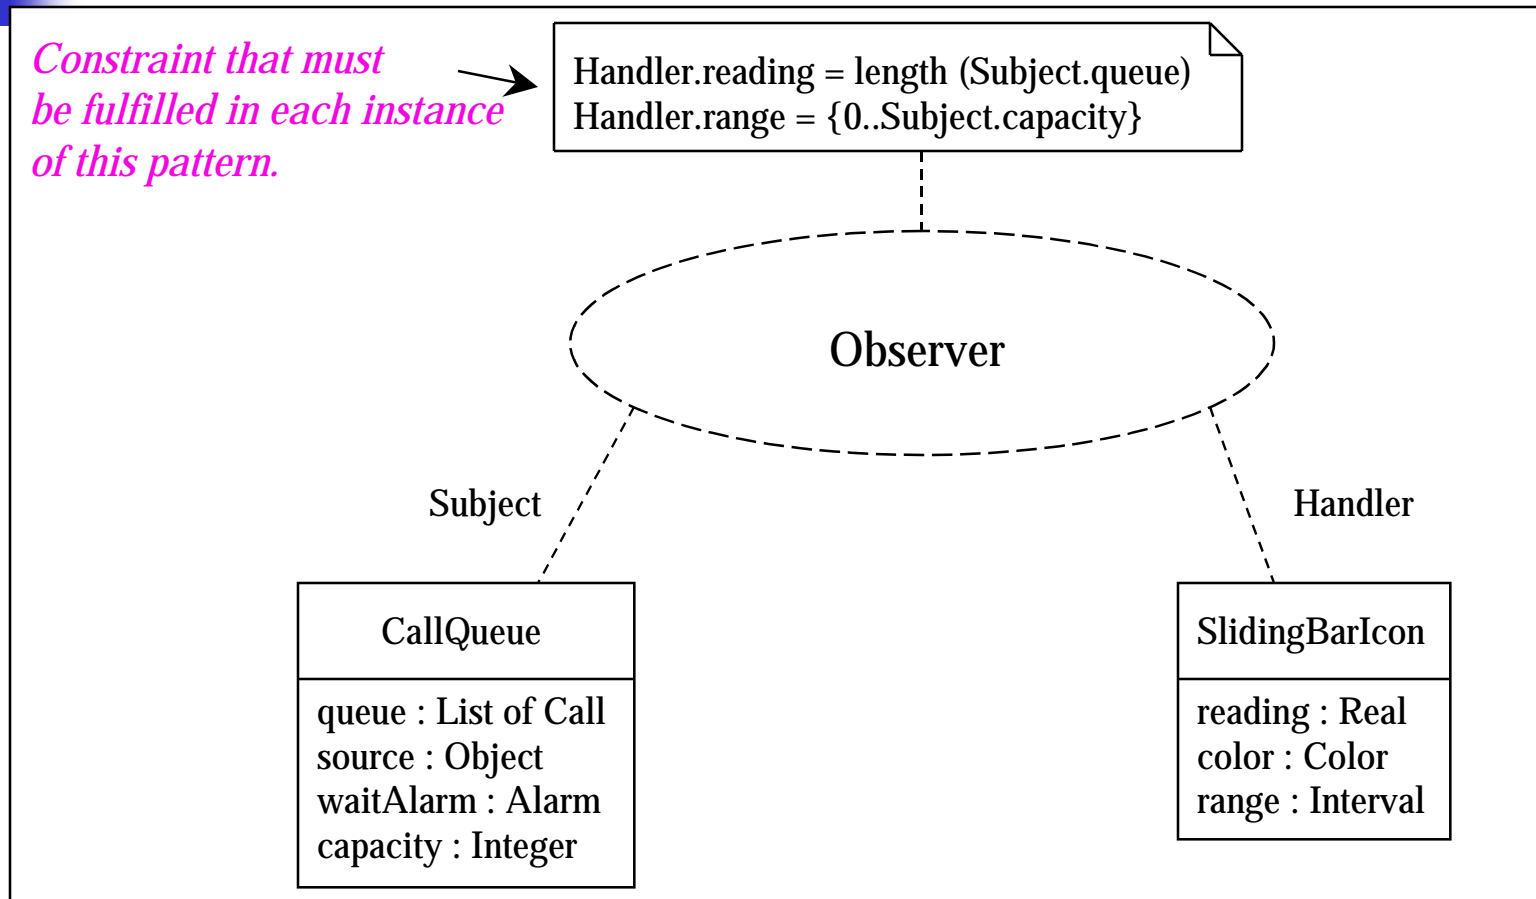 Constraint that must
be fulfilled in each instance
of this pattern.
Handler.reading = length (Subject.queue)
Handler.range = {0..Subject.capacity}
Observer
Subject
Handler
CallQueue
queue : List of Call
source : Object
waitAlarm : Alarm
capacity : Integer
SlidingBarIcon
reading : Real
color : Color
range : Interval